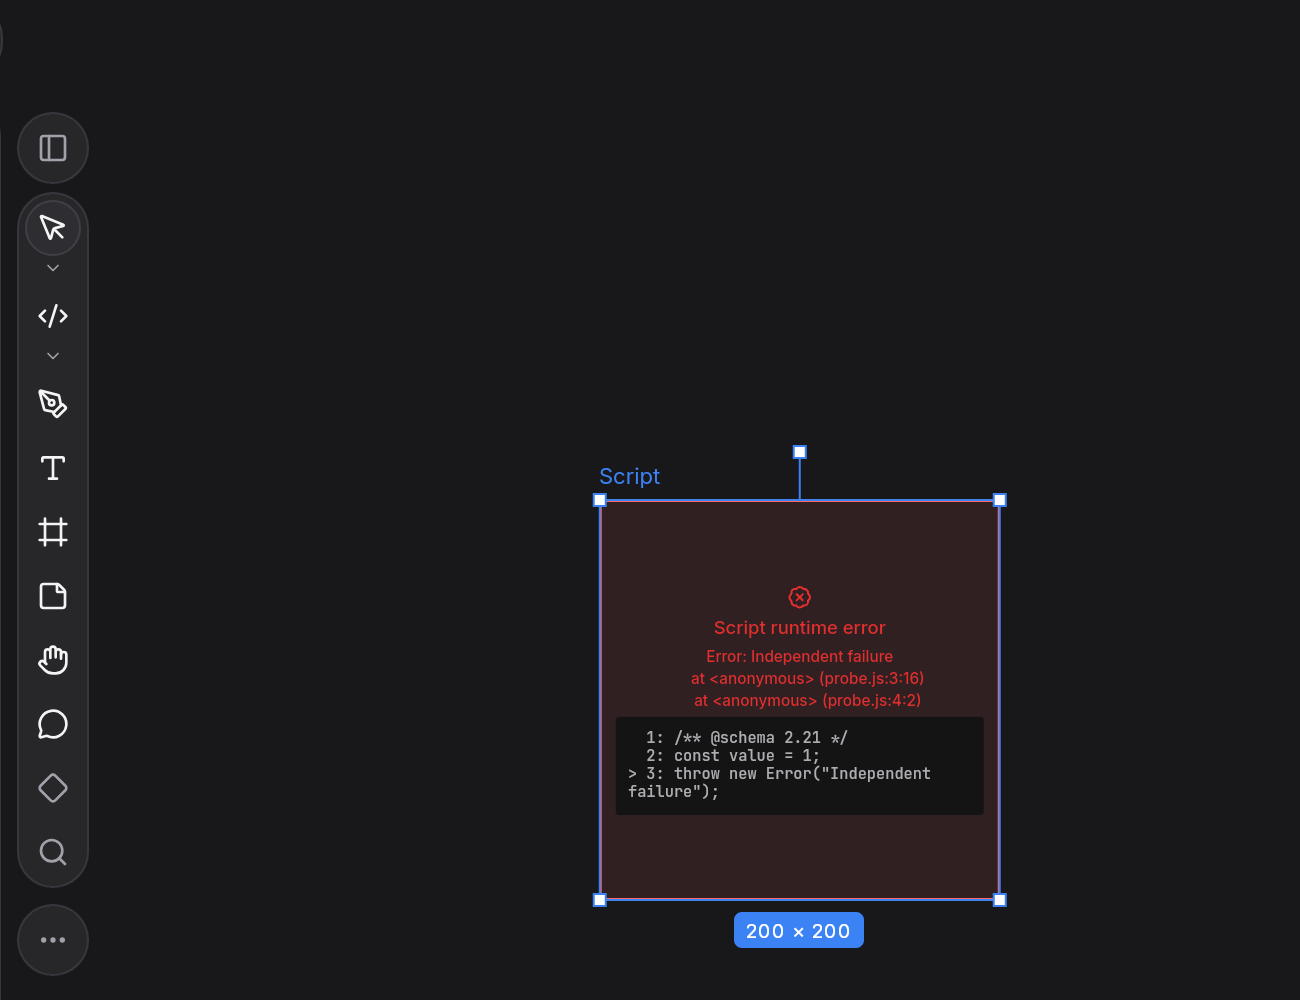 Script
Script runtime error
Error: Independent failure
at <anonymous> (probe.js:3:16)
at <anonymous> (probe.js:4:2)
1: /** @schema 2.21 */
2: const value = 1;
> 3: throw new Error("Independent
failure");
200 × 200